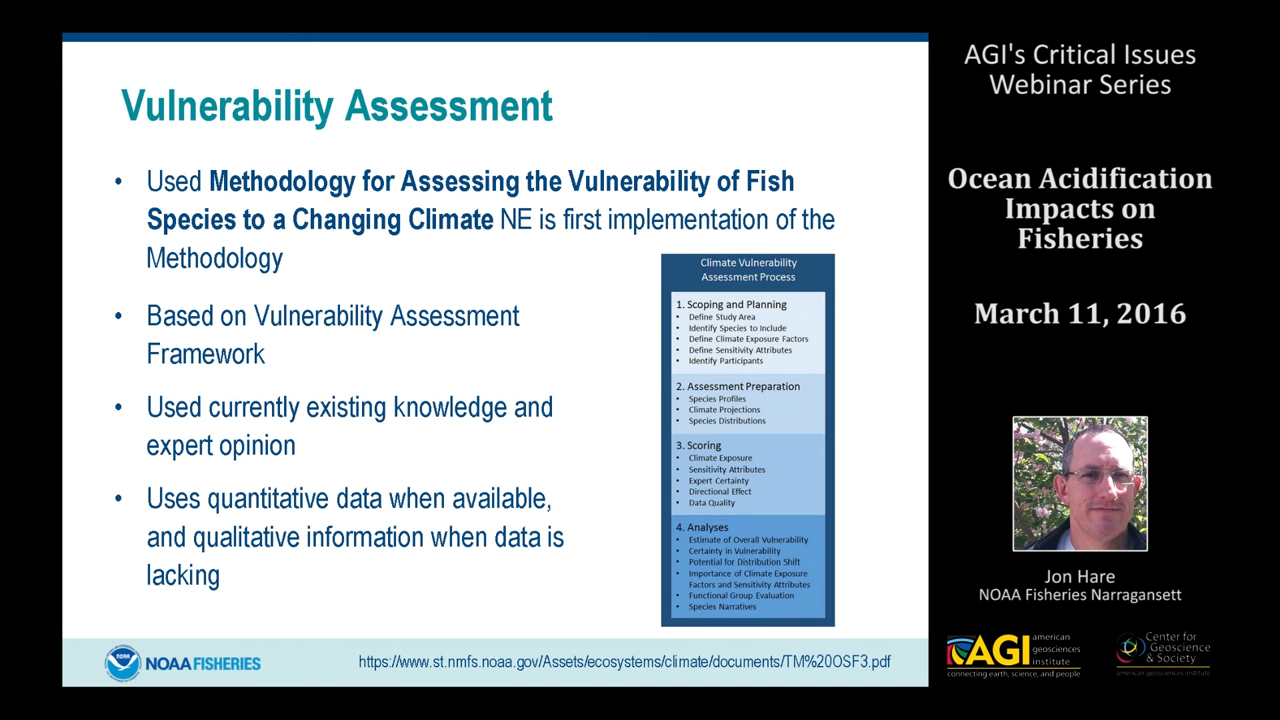 Vulnerability Assessment
• Used Methodology for Assessing the Vulnerability of Fish
Species to a Changing Climate NE is first implementation of the
Methodology
• Based on Vulnerability Assessment
Framework
• Used currently existing knowledge and
expert opinion
• Uses quantitative data when available,
and qualitative information when data is
lacking
Climate Vulnerability
Assessment Process
1. Scoping and Planning
• Define Study Area
• Identify Species to Include
• Define Climate Exposure Factors
• Define Sensitivity Attributes
• Identify Participants
2. Assessment Preparation
• Species Profiles
• Climate Projections
• Species Distributions
3. Scoring
• Climate Exposure
• Sensitivity Attributes
• Expert Certainty
• Directional Effect
• Data Quality
4. Analyses
• Estimate of Overall Vulnerability
• Certainty in Vulnerability
• Potential for Distribution Shift
• Importance of Climate Exposure
Factors and Sensitivity Attributes
• Functional Group Evaluation
• Species Narratives
NOAA
NOAA FISHERIES
https://www.st.nmfs.noaa.gov/Assets/ecosystems/climate/documents/TM%20OSF3.pdf
AGI's Critical Issues
Webinar Series
Ocean Acidification
Impacts on
Fisheries
March 11, 2016
Jon Hare
NOAA Fisheries Narragansett
AGI
american
geosciences
institute
connecting earth, science, and people
Center for
Geoscience
& Society
american geosciences institute